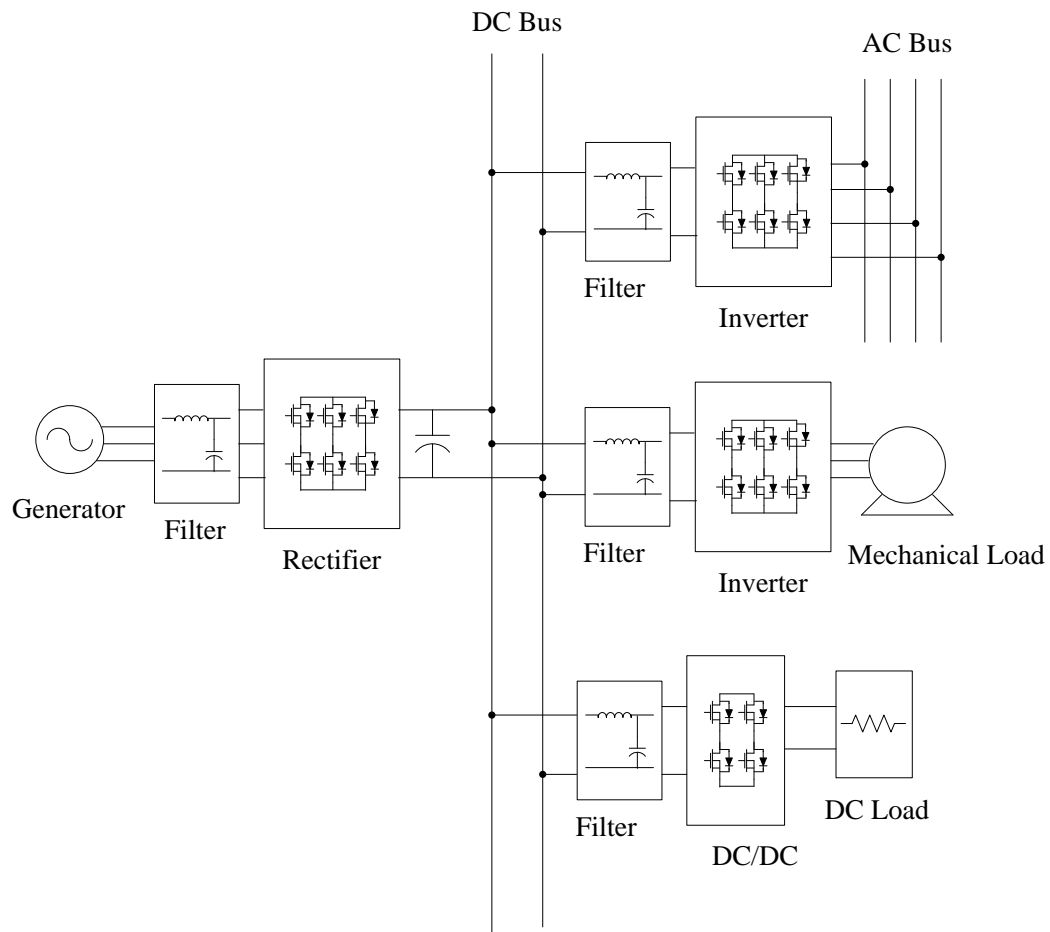 DC Bus
AC Bus
Filter
Inverter
Generator
Filter
Rectifier
Filter
Inverter
Mechanical Load
Filter
DC/DC
DC Load